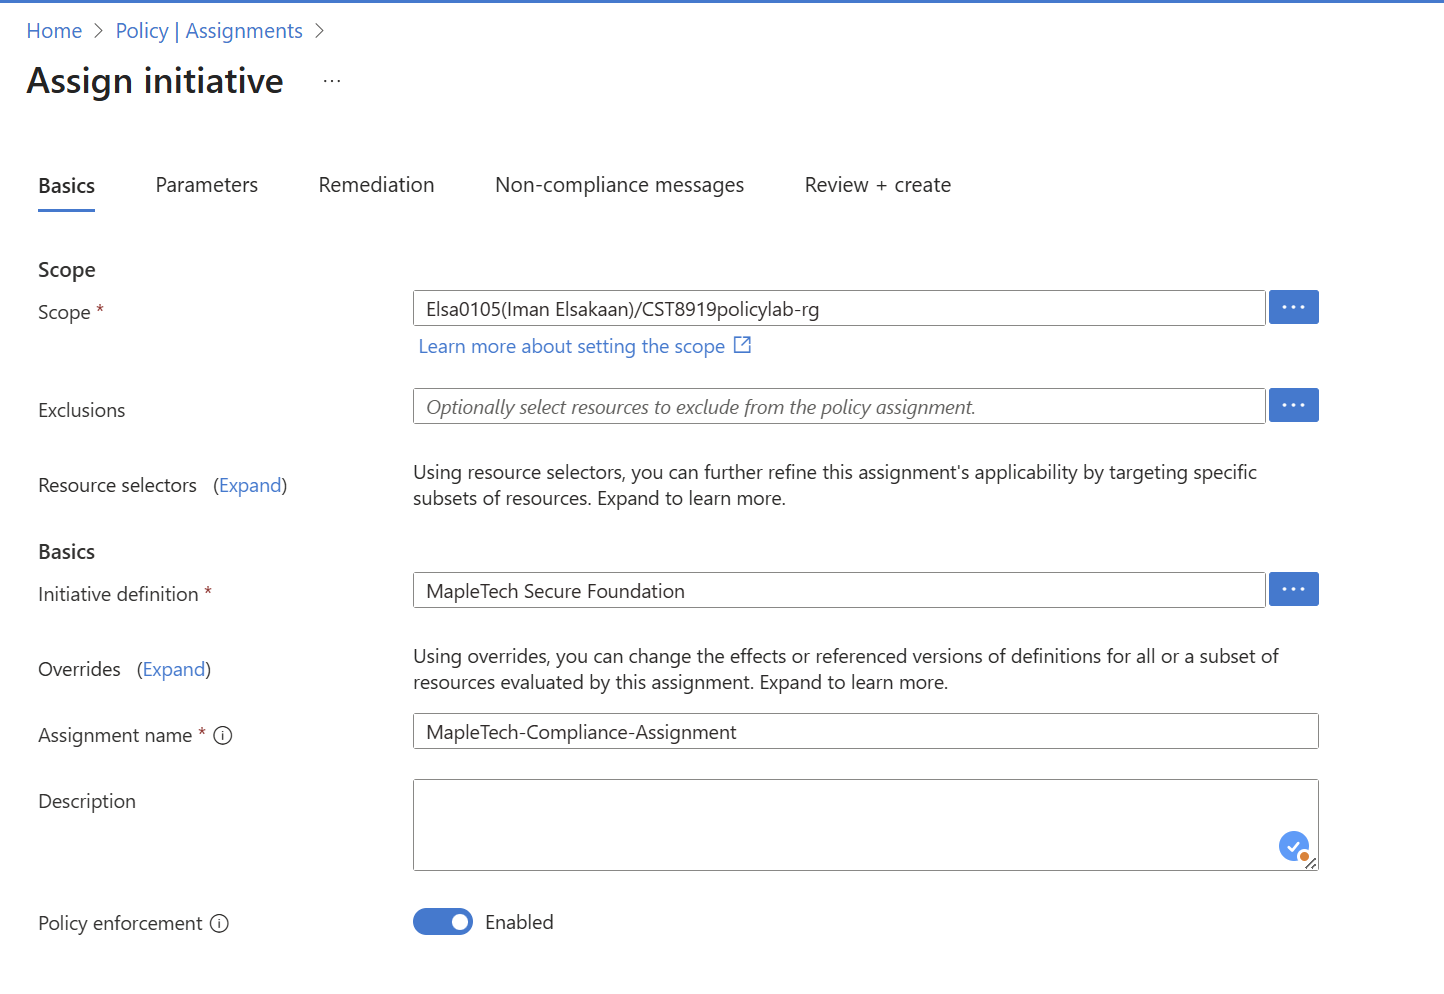 Home > Policy | Assignments >
Assign initiative ...
Basics Parameters Remediation Non-compliance messages Review + create
Scope
Scope * Elsa0105(Iman Elsakaan)/CST8919policylab-rg ...
Learn more about setting the scope
Exclusions Optionally select resources to exclude from the policy assignment. ...
Resource selectors (Expand) Using resource selectors, you can further refine this assignment's applicability by targeting specific
subsets of resources. Expand to learn more.
Basics
Initiative definition * MapleTech Secure Foundation ...
Overrides (Expand) Using overrides, you can change the effects or referenced versions of definitions for all or a subset of
resources evaluated by this assignment. Expand to learn more.
Assignment name * MapleTech-Compliance-Assignment
Description
Policy enforcement Enabled